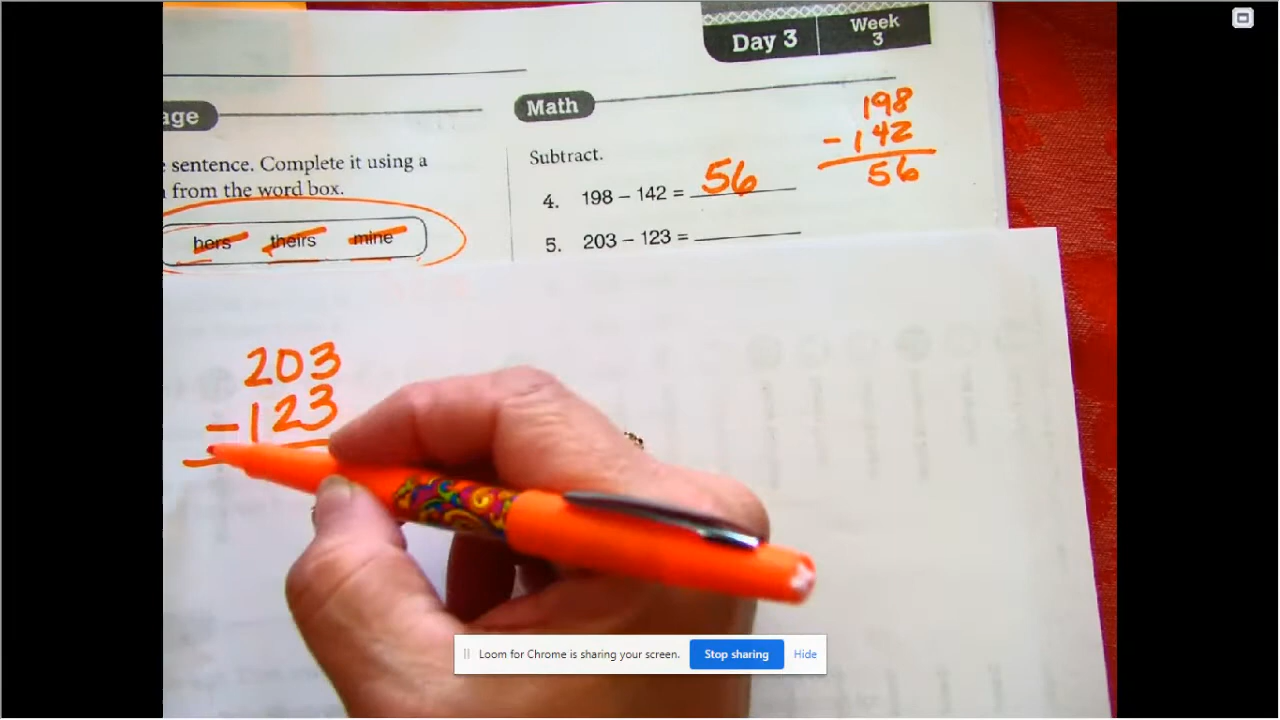 Day 3 Week 3
age Math
e sentence. Complete it using a
from the word box.
hers theirs mine
Subtract.
4. 198 – 142 = 56
5. 203 – 123 =
198
– 142
56
203
– 123
Loom for Chrome is sharing your screen. Stop sharing Hide